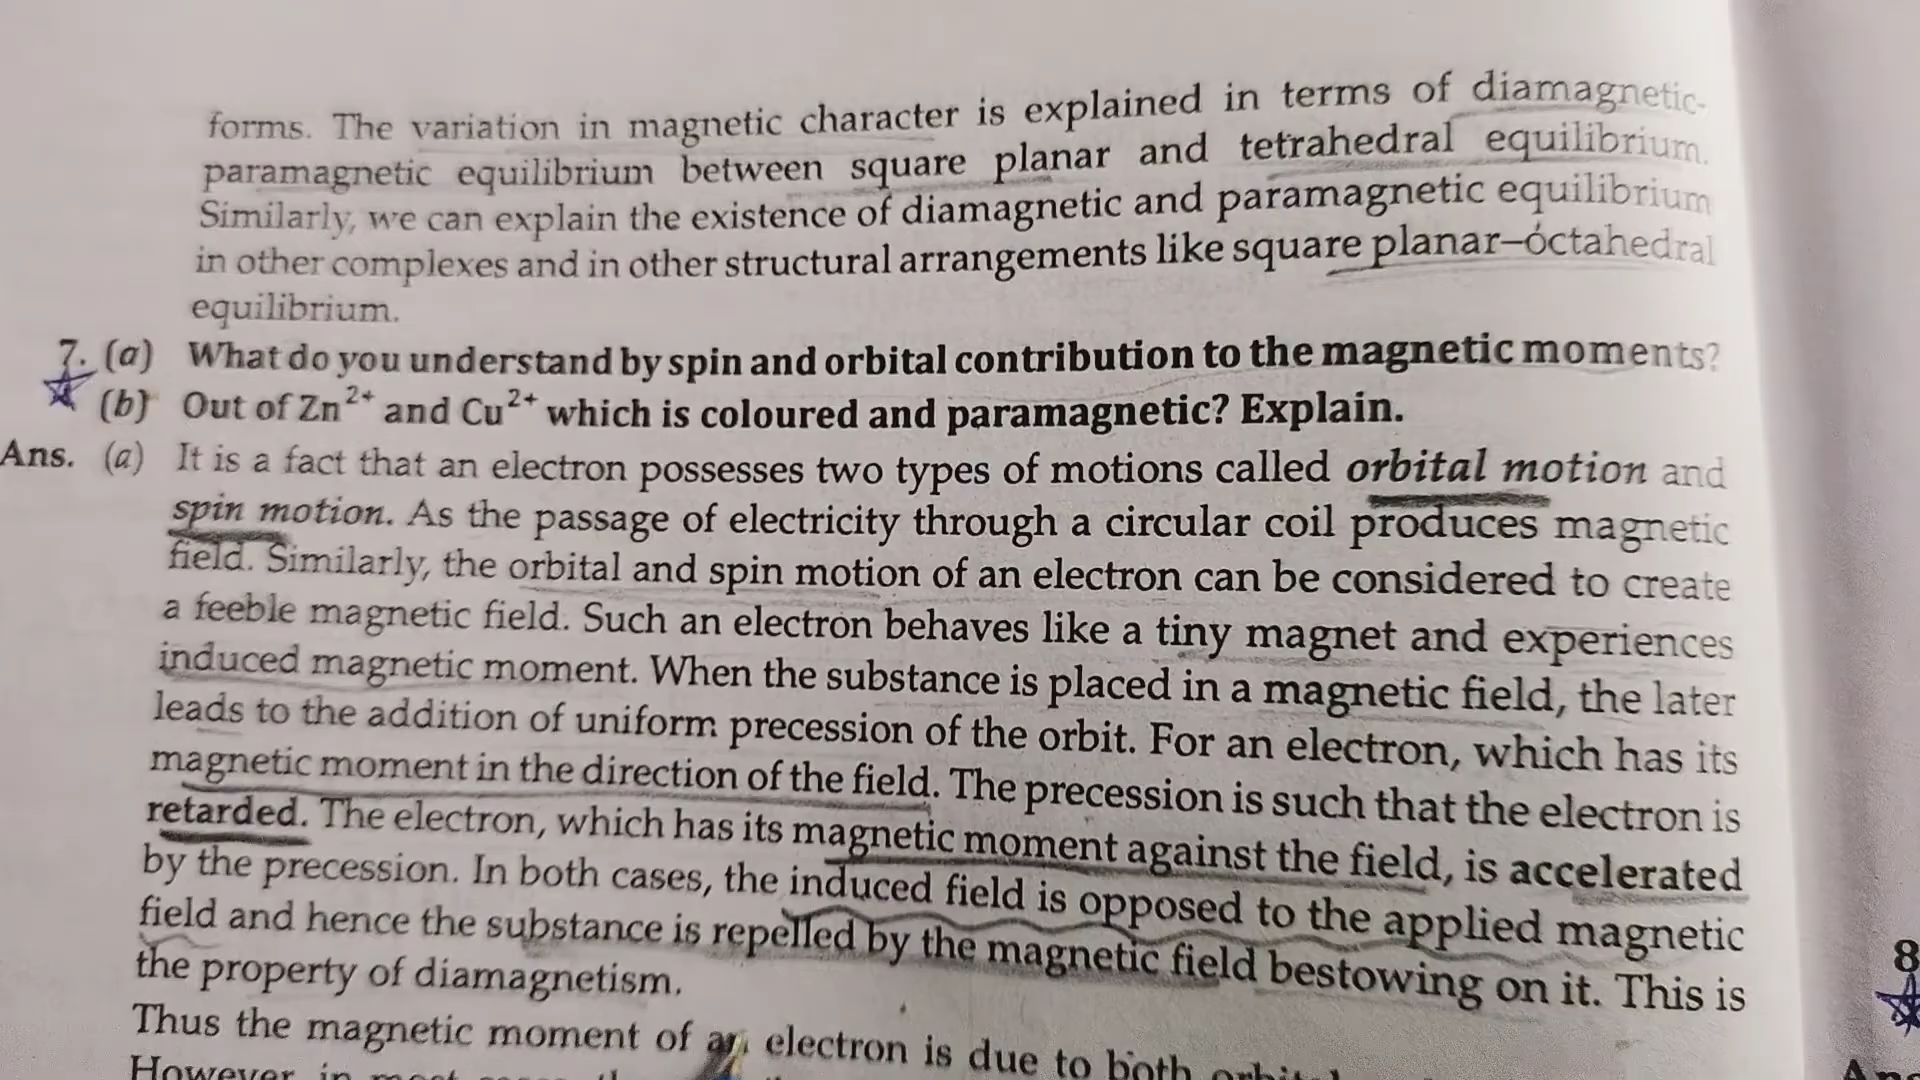 forms. The variation in magnetic character is explained in terms of diamagnetic-
paramagnetic equilibrium between square planar and tetrahedral equilibrium.
Similarly, we can explain the existence of diamagnetic and paramagnetic equilibrium
in other complexes and in other structural arrangements like square planar–octahedral
equilibrium.
7. (a) What do you understand by spin and orbital contribution to the magnetic moments?
(b) Out of Zn²⁺ and Cu²⁺ which is coloured and paramagnetic? Explain.
Ans. (a) It is a fact that an electron possesses two types of motions called orbital motion and
spin motion. As the passage of electricity through a circular coil produces magnetic
field. Similarly, the orbital and spin motion of an electron can be considered to create
a feeble magnetic field. Such an electron behaves like a tiny magnet and experiences
induced magnetic moment. When the substance is placed in a magnetic field, the later
leads to the addition of uniform precession of the orbit. For an electron, which has its
magnetic moment in the direction of the field. The precession is such that the electron is
retarded. The electron, which has its magnetic moment against the field, is accelerated
by the precession. In both cases, the induced field is opposed to the applied magnetic
field and hence the substance is repelled by the magnetic field bestowing on it. This is
the property of diamagnetism.
Thus the magnetic moment of an electron is due to both
However in
8